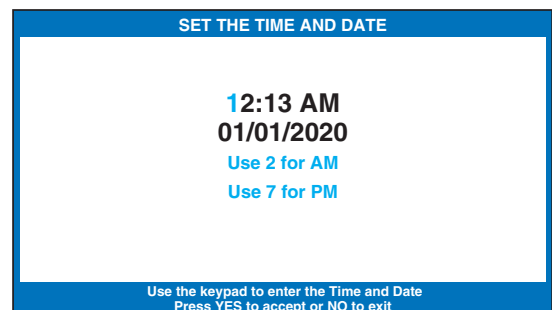 SET THE TIME AND DATE
12:13 AM
01/01/2020
Use 2 for AM
Use 7 for PM
Use the keypad to enter the Time and Date
Press YES to accept or NO to exit